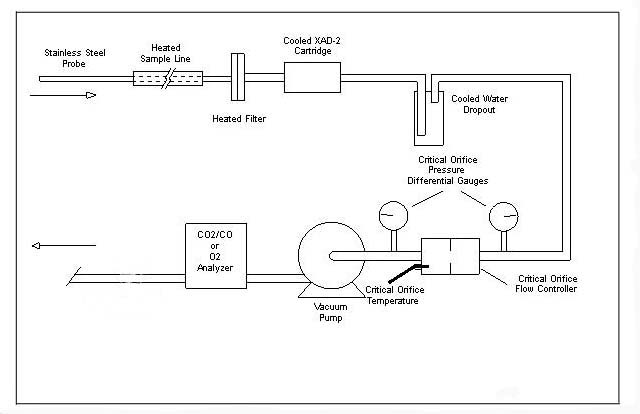 Stainless Steel
Probe
Heated
Sample Line
Cooled XAD-2
Cartridge
Heated Filter
Cooled Water
Dropout
Critical Orifice
Pressure
Differential Gauges
CO2/CO
or
O2
Analyzer
Vacuum
Pump
Critical Orifice
Temperature
Critical Orifice
Flow Controller